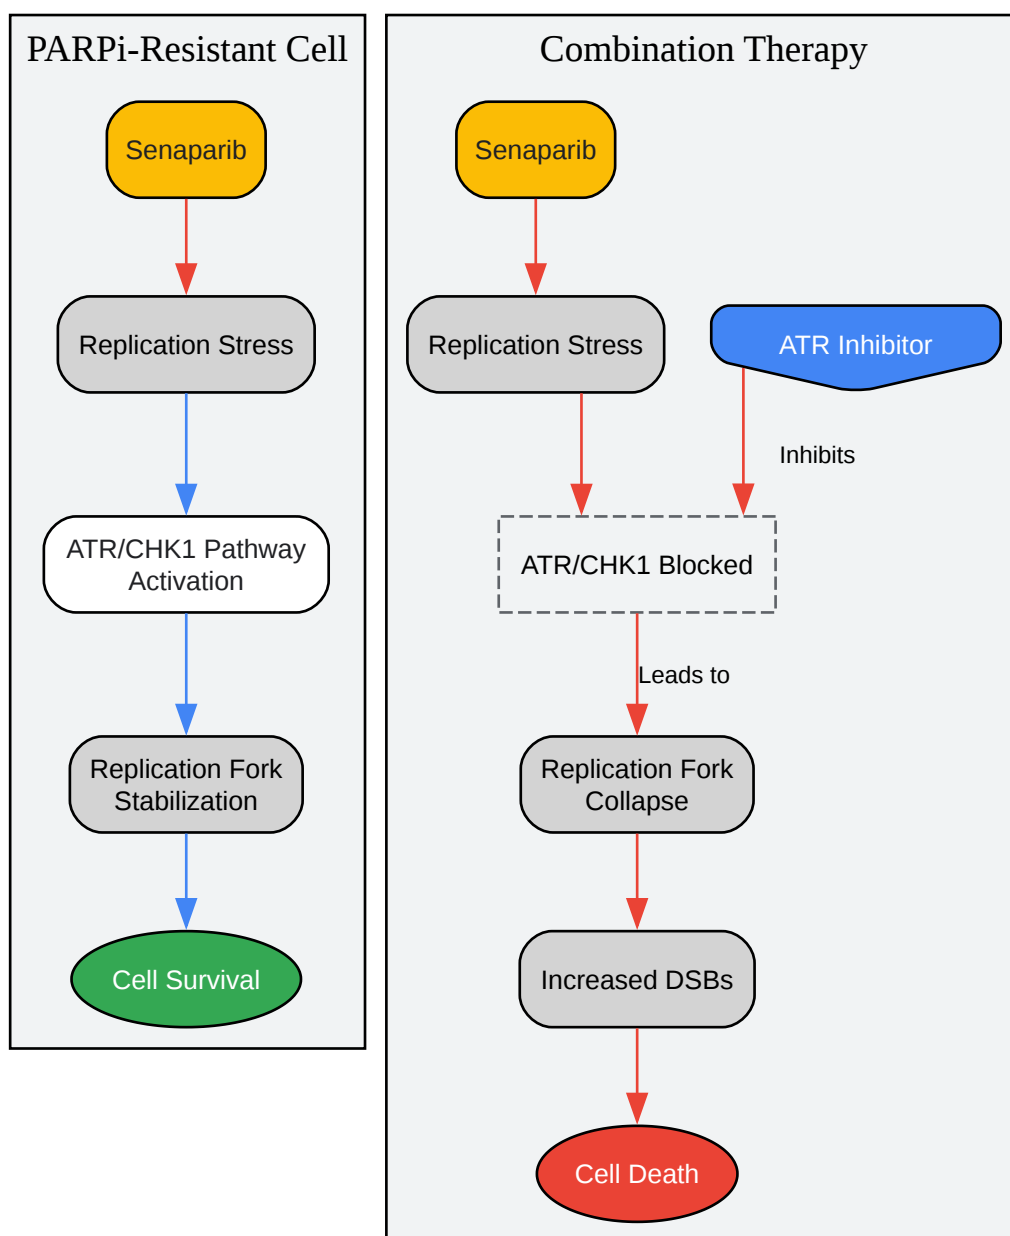 PARPi-Resistant Cell
Senaparib
Replication Stress
ATR/CHK1 Pathway
Activation
Replication Fork
Stabilization
Cell Survival
Combination Therapy
Senaparib
Replication Stress
ATR Inhibitor
Inhibits
ATR/CHK1 Blocked
Leads to
Replication Fork
Collapse
Increased DSBs
Cell Death